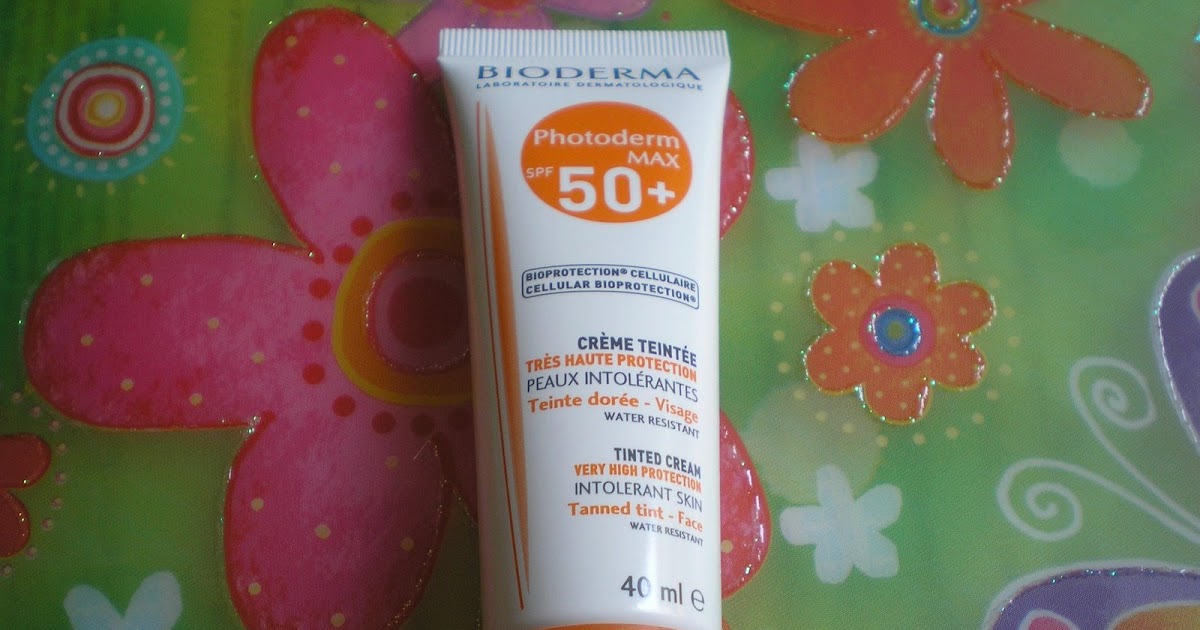 BIODERMA
LABORATOIRE DERMATOLOGIQUE
Photoderm
MAX
SPF 50+
BIOPROTECTION® CELLULAIRE
CELLULAR BIOPROTECTION®
CRÈME TEINTÉE
TRÈS HAUTE PROTECTION
PEAUX INTOLÉRANTES
Teinte dorée - Visage
WATER RESISTANT
TINTED CREAM
VERY HIGH PROTECTION
INTOLERANT SKIN
Tanned tint - Face
WATER RESISTANT
40 ml ℮